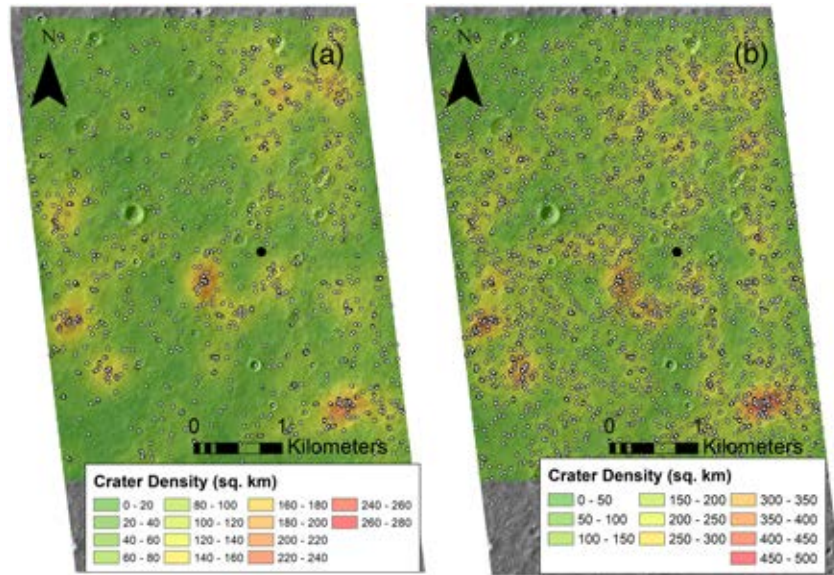 N
(a)
0 1
Kilometers
Crater Density (sq. km)
0 - 20 80 - 100 160 - 180 240 - 260
20 - 40 100 - 120 180 - 200 260 - 280
40 - 60 120 - 140 200 - 220
60 - 80 140 - 160 220 - 240
N
(b)
0 1
Kilometers
Crater Density (sq. km)
0 - 50 150 - 200 300 - 350
50 - 100 200 - 250 350 - 400
100 - 150 250 - 300 400 - 450
450 - 500